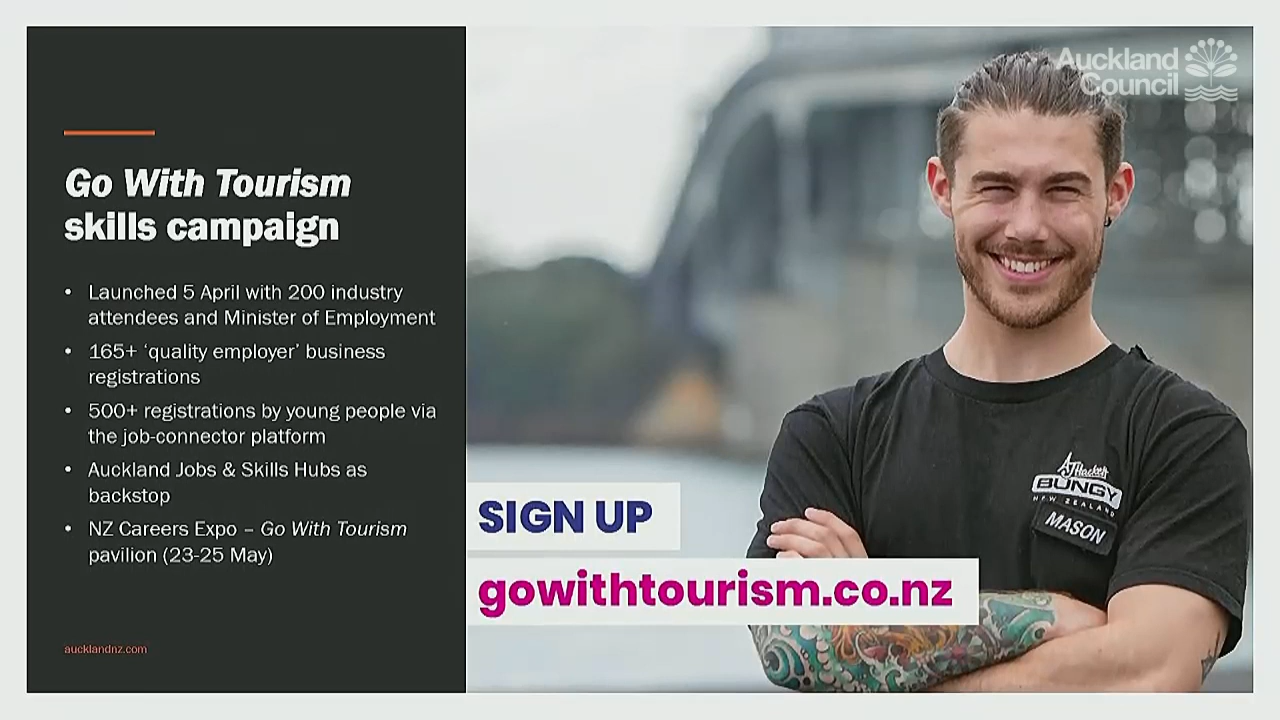 Go With Tourism
skills campaign
• Launched 5 April with 200 industry
attendees and Minister of Employment
• 165+ ‘quality employer’ business
registrations
• 500+ registrations by young people via
the job-connector platform
• Auckland Jobs & Skills Hubs as
backstop
• NZ Careers Expo – Go With Tourism
pavilion (23-25 May)
aucklandnz.com
Auckland
Council
AJ Hackett
BUNGY
NEW ZEALAND
MASON
SIGN UP
gowithtourism.co.nz